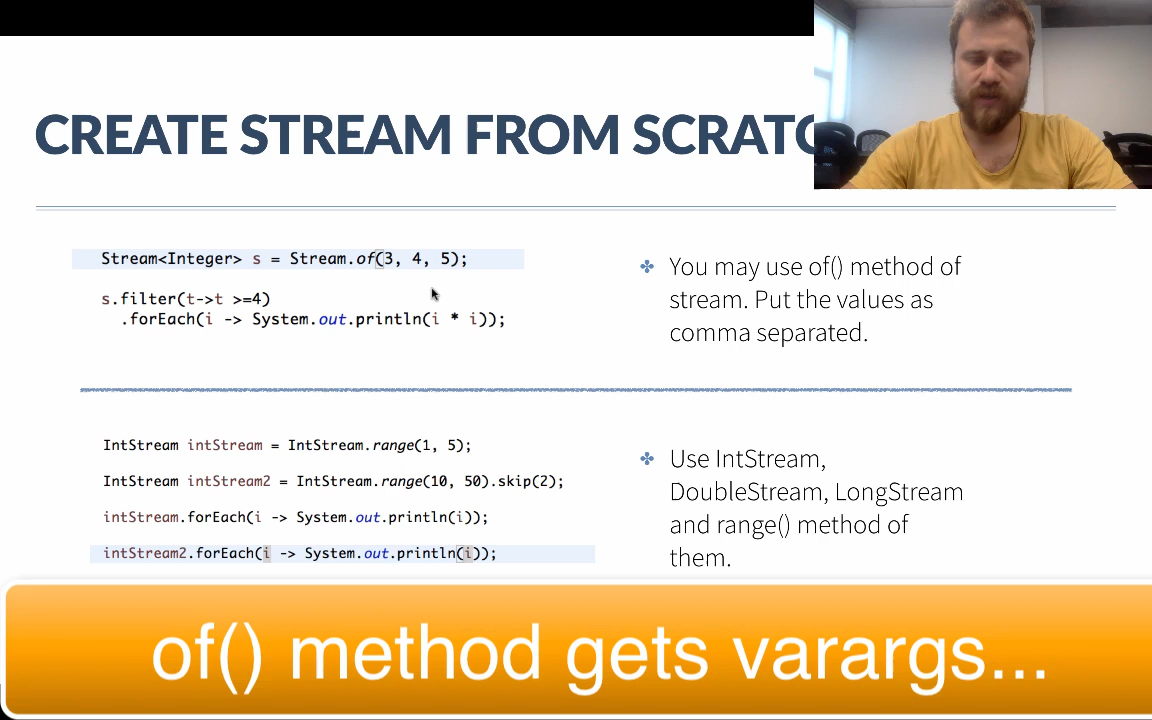 CREATE STREAM FROM SCRATC
Stream<Integer> s = Stream.of(3, 4, 5);
s.filter(t->t >=4)
.forEach(i -> System.out.println(i * i));
You may use of() method of
stream. Put the values as
comma separated.
IntStream intStream = IntStream.range(1, 5);
IntStream intStream2 = IntStream.range(10, 50).skip(2);
intStream.forEach(i -> System.out.println(i));
intStream2.forEach(i -> System.out.println(i));
Use IntStream,
DoubleStream, LongStream
and range() method of
them.
of() method gets varargs...